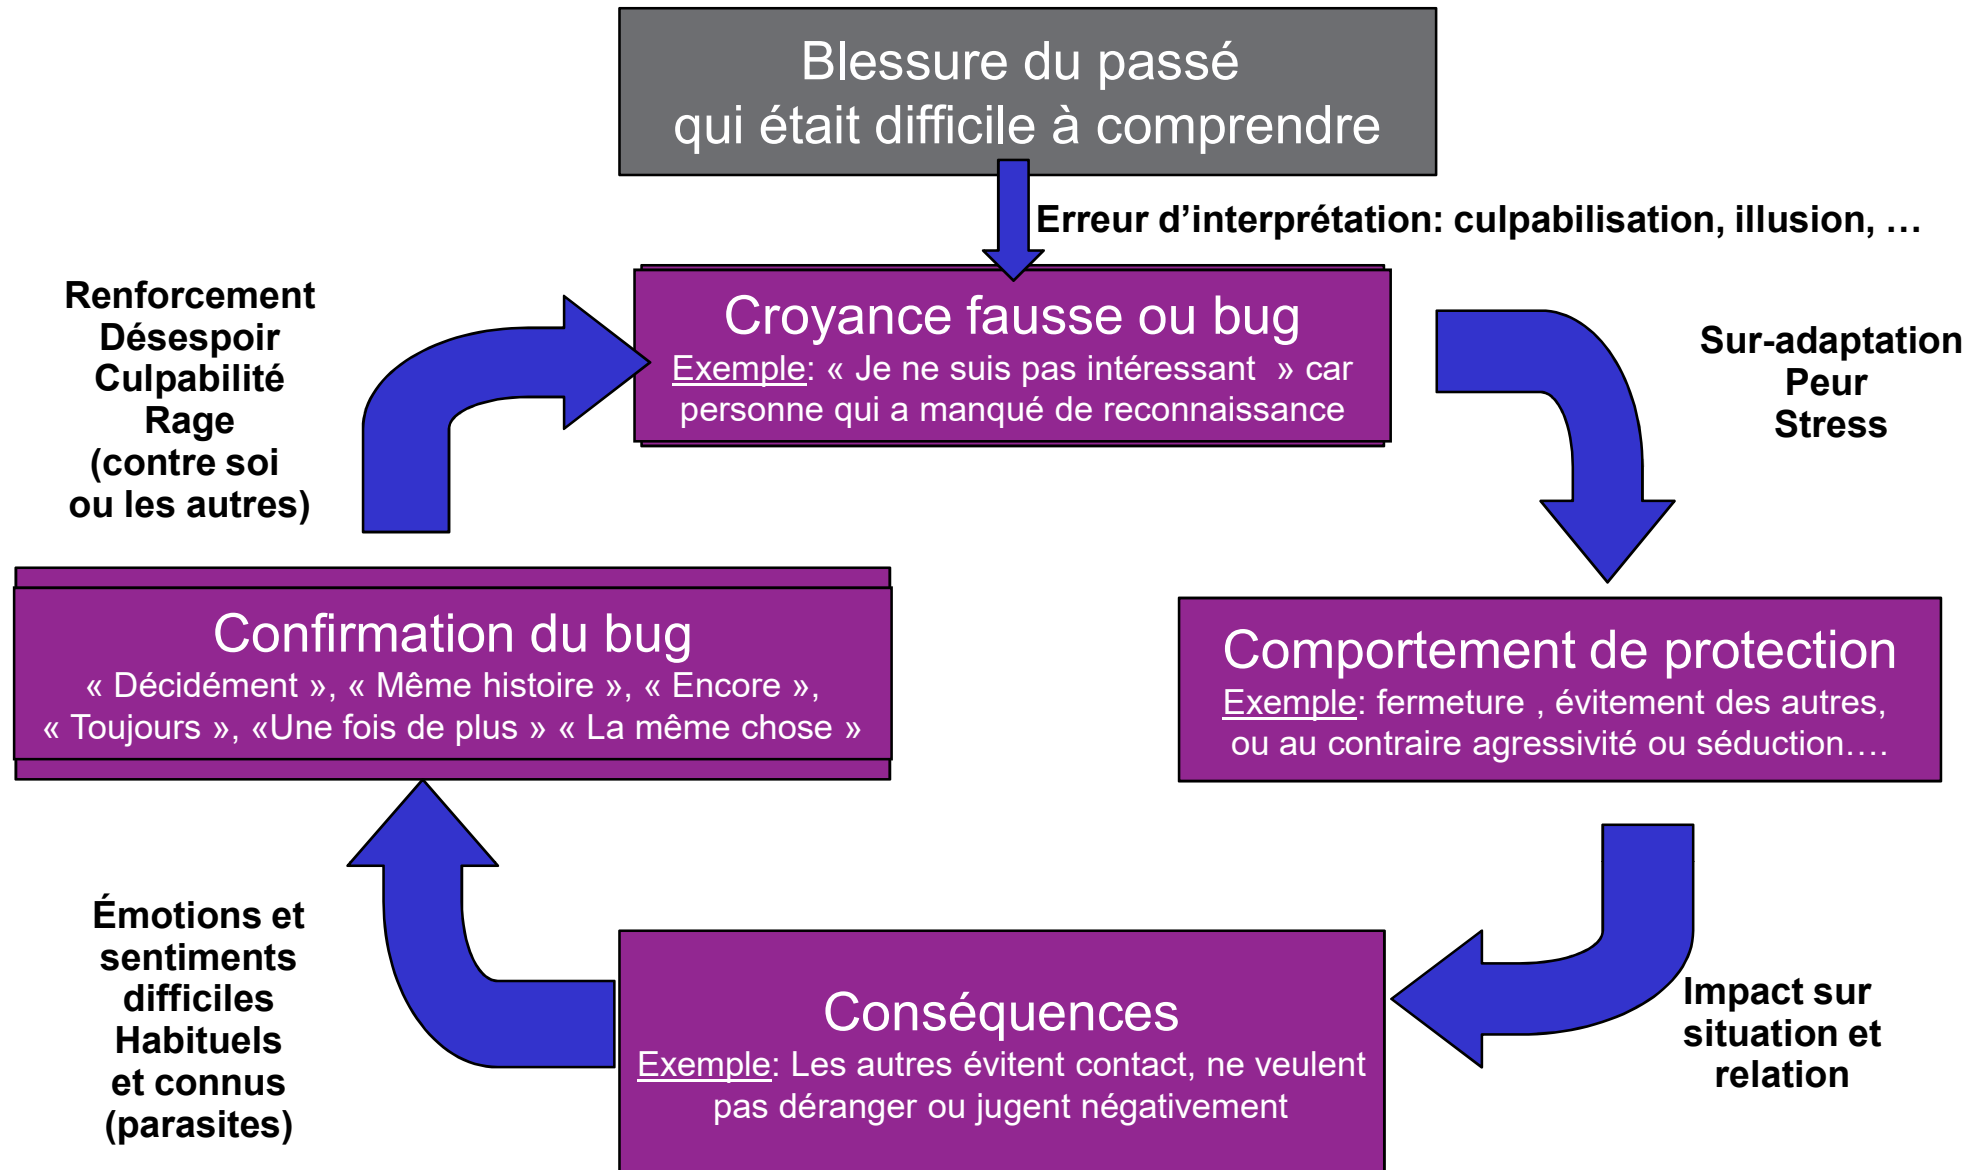 Blessure du passé
qui était difficile à comprendre
Erreur d’interprétation: culpabilisation, illusion, …
Croyance fausse ou bug
Exemple: « Je ne suis pas intéressant  » car
personne qui a manqué de reconnaissance
Sur-adaptation
Peur
Stress
Comportement de protection
Exemple: fermeture , évitement des autres,
ou au contraire agressivité ou séduction….
Impact sur
situation et
relation
Conséquences
Exemple: Les autres évitent contact, ne veulent
pas déranger ou jugent négativement
Émotions et
sentiments
difficiles
Habituels
et connus
(parasites)
Confirmation du bug
« Décidément », « Même histoire », « Encore »,
« Toujours », «Une fois de plus » « La même chose »
Renforcement
Désespoir
Culpabilité
Rage
(contre soi
ou les autres)